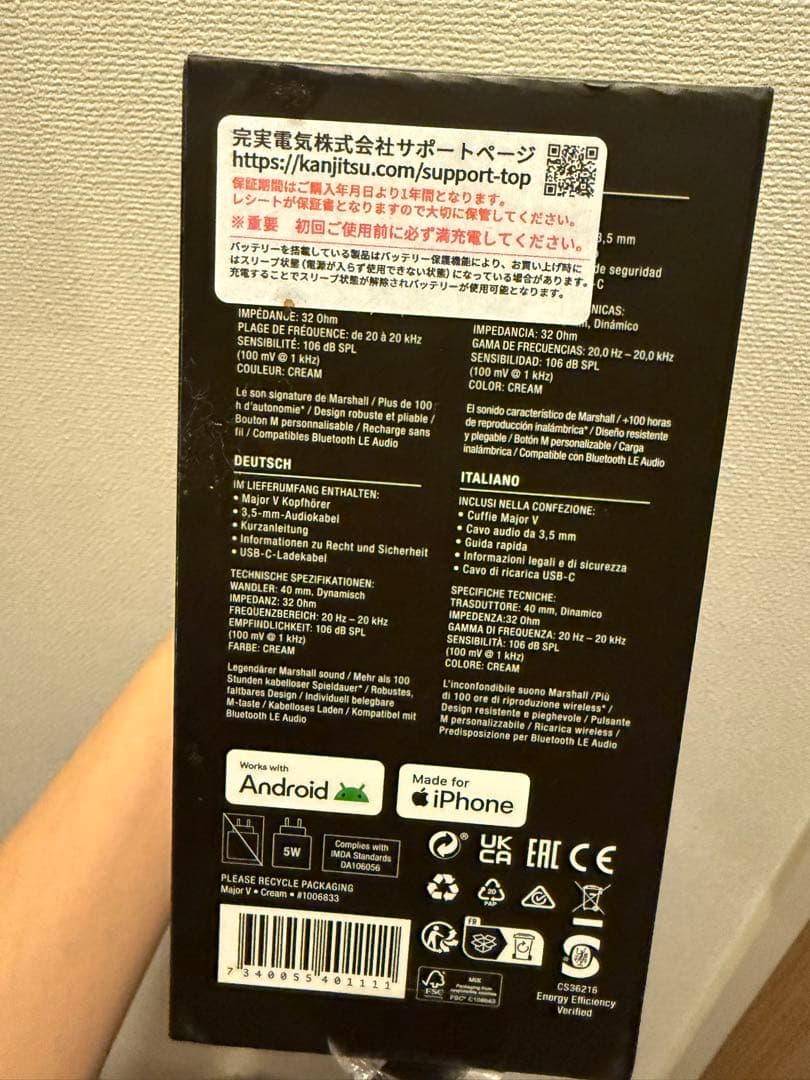 完実電気株式会社サポートページ
https://kanjitsu.com/support-top
保証期間はご購入年月日より1年間となります。
レシートが保証書となりますので大切に保管してください。
※重要 初回ご使用前に必ず満充電してください。
バッテリーを搭載している製品はバッテリー保護機能により、お買い上げ時に
はスリープ状態(電源が入らず使用できない状態)になっている場合があります。
充電することでスリープ状態が解除されバッテリーが使用可能となります。
IMPÉDANCE: 32 Ohm
PLAGE DE FRÉQUENCE: de 20 à 20 kHz
SENSIBILITÉ: 106 dB SPL
(100 mV @ 1 kHz)
COULEUR: CREAM
Le son signature de Marshall / Plus de 100
h d'autonomie* / Design robuste et pliable /
Bouton M personnalisable / Recharge sans
fil / Compatibles Bluetooth LE Audio
3,5 mm
de seguridad
-C
NICAS:
m, Dinámico
IMPEDANCIA: 32 Ohm
GAMA DE FRECUENCIAS: 20,0 Hz – 20,0 kHz
SENSIBILIDAD: 106 dB SPL
(100 mV @ 1 kHz)
COLOR: CREAM
El sonido característico de Marshall / +100 horas
de reproducción inalámbrica* / Diseño resistente
y plegable / Botón M personalizable / Carga
inalámbrica / Compatible con Bluetooth LE Audio
DEUTSCH
IM LIEFERUMFANG ENTHALTEN:
• Major V Kopfhörer
• 3,5-mm-Audiokabel
• Kurzanleitung
• Informationen zu Recht und Sicherheit
• USB-C-Ladekabel
TECHNISCHE SPEZIFIKATIONEN:
WANDLER: 40 mm, Dynamisch
IMPEDANZ: 32 Ohm
FREQUENZBEREICH: 20 Hz – 20 kHz
EMPFINDLICHKEIT: 106 dB SPL
(100 mV @ 1 kHz)
FARBE: CREAM
Legendärer Marshall sound / Mehr als 100
Stunden kabelloser Spieldauer* / Robustes,
faltbares Design / Individuell belegbare
M-taste / Kabelloses Laden / Kompatibel mit
Bluetooth LE Audio
ITALIANO
INCLUSI NELLA CONFEZIONE:
• Cuffie Major V
• Cavo audio da 3,5 mm
• Guida rapida
• Informazioni legali e di sicurezza
• Cavo di ricarica USB-C
SPECIFICHE TECNICHE:
TRASDUTTORE: 40 mm, Dinamico
IMPEDENZA:32 Ohm
GAMMA DI FREQUENZA: 20 Hz – 20 kHz
SENSIBILITÀ: 106 dB SPL
(100 mV @ 1 kHz)
COLORE: CREAM
L'inconfondibile suono Marshall /Più
di 100 ore di riproduzione wireless* /
Design resistente e pieghevole / Pulsante
M personalizzabile / Ricarica wireless /
Predisposizione per Bluetooth LE Audio
Works with
Android
Made for
iPhone
5W
Complies with
IMDA Standards
DA106056
UK
CA
EAC
CE
PLEASE RECYCLE PACKAGING
Major V • Cream • #1006833
20
PAP
FR
7 340055 401111
FSC
MIX
Packaging from
responsible sources
FSC® C106063
CS36216
Energy Efficiency
Verified